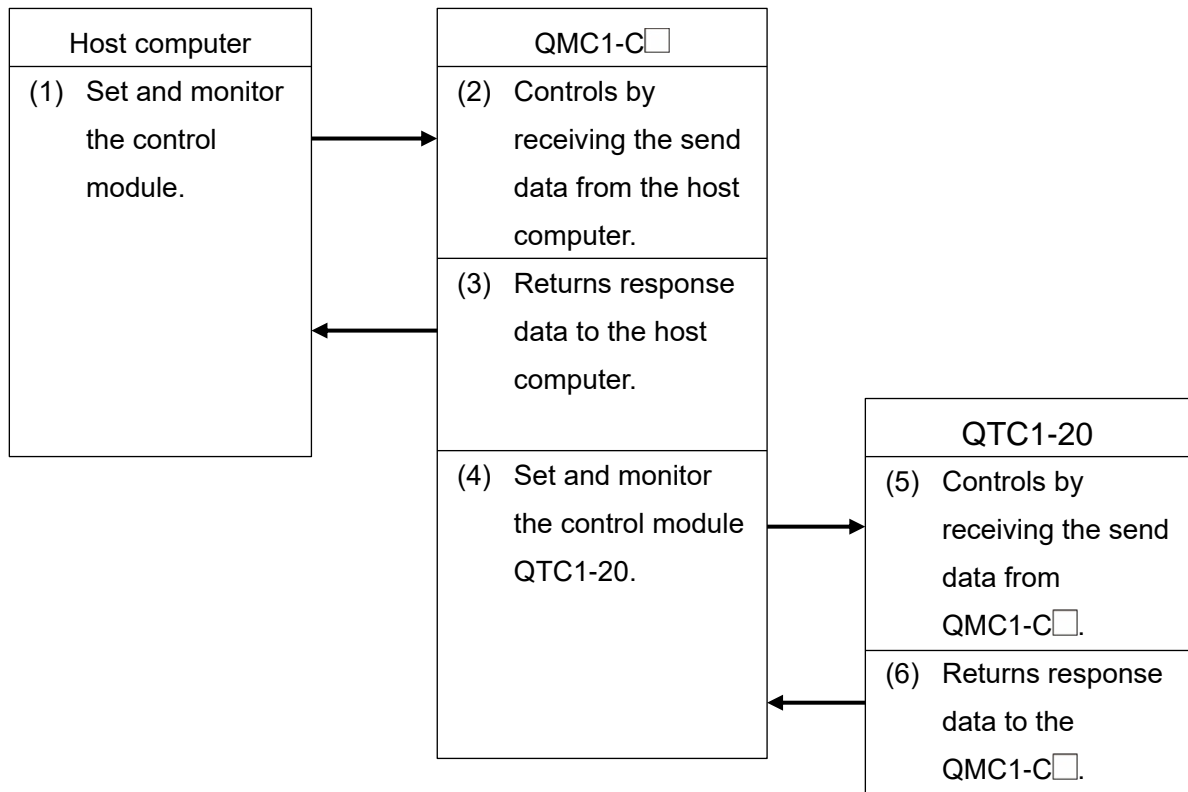 Host computer
(1) Set and monitor
the control
module.
QMC1-C□
(2) Controls by
receiving the send
data from the host
computer.
(3) Returns response
data to the host
computer.
(4) Set and monitor
the control module
QTC1-20.
QTC1-20
(5) Controls by
receiving the send
data from
QMC1-C□.
(6) Returns response
data to the
QMC1-C□.